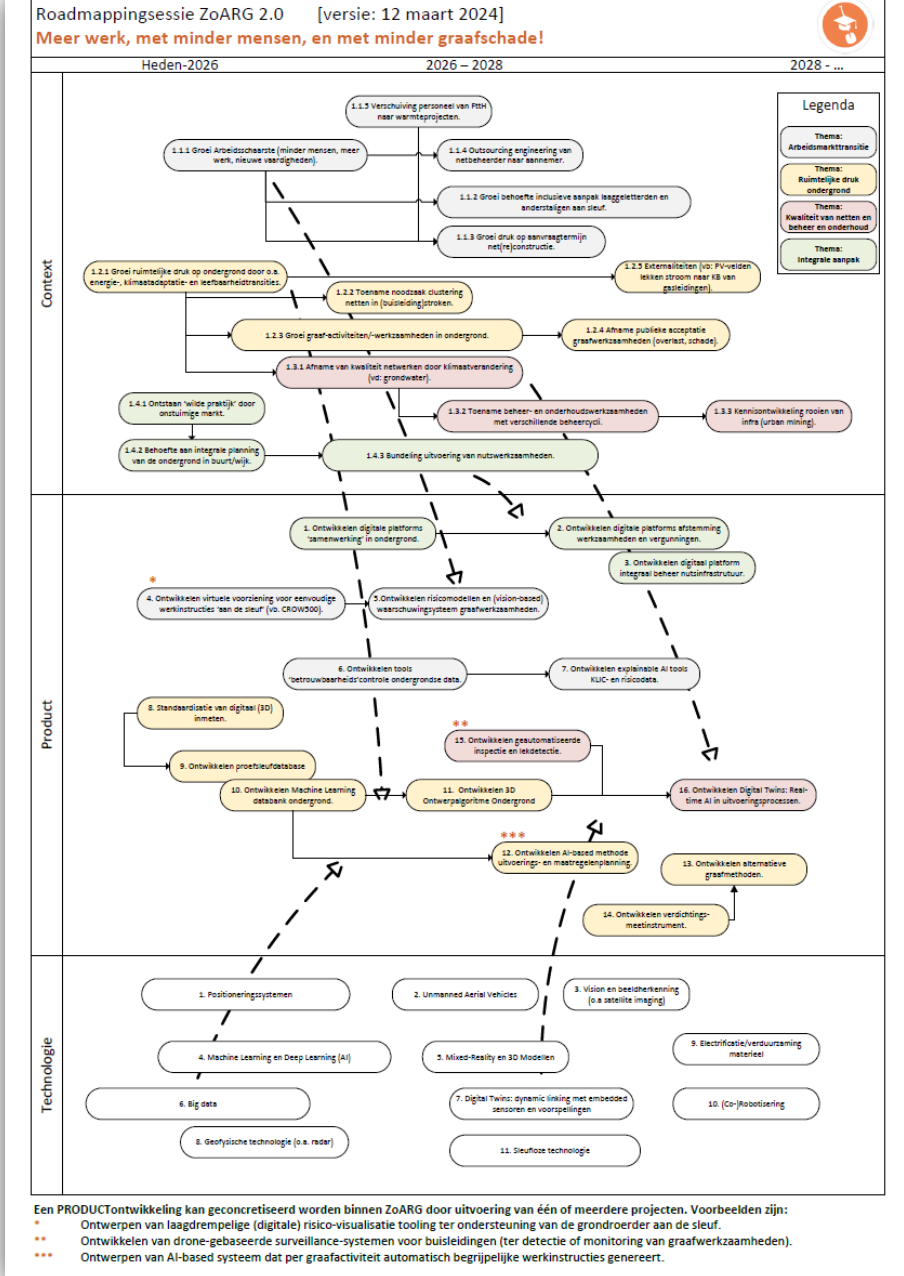 Roadmappingsessie ZoARG 2.0 [versie: 12 maart 2024]
Meer werk, met minder mensen, en met minder graafschade!
Heden-2026
2026 – 2028
2028 - ...
Legenda
Thema:
Arbeidsmarkttransitie
Thema:
Ruimtelijke druk
ondergrond
Thema:
Kwaliteit van netten en
beheer en onderhoud
Thema:
Integrale aanpak
Context
1.1.5 Verschuiving personeel van FttH
naar warmteprojecten.
1.1.1 Groei Arbeidsschaarste (minder mensen, meer
werk, nieuwe vaardigheden).
1.1.4 Outsourcing engineering van
netbeheerder naar aannemer.
1.1.2 Groei behoefte inclusieve aanpak laaggeletterden en
anderstaligen aan sleuf.
1.1.3 Groei druk op aanvraagtermijn
net(re)constructie.
1.2.1 Groei ruimtelijke druk op ondergrond door o.a.
energie-, klimaatadaptatie- en leefbaarheidtransities.
1.2.5 Externaliteiten (vb: PV-velden
lekken stroom naar KB van
gasleidingen).
1.2.2 Toename noodzaak clustering
netten in (buisleiding)stroken.
1.2.3 Groei graaf-activiteiten/-werkzaamheden in ondergrond.
1.2.4 Afname publieke acceptatie
graafwerkzaamheden (overlast, schade).
1.3.1 Afname van kwaliteit netwerken door klimaatverandering
(vd: grondwater).
1.4.1 Ontstaan 'wilde praktijk' door
onstuimige markt.
1.3.2 Toename beheer- en onderhoudswerkzaamheden
met verschillende beheercycli.
1.3.3 Kennisontwikkeling rooien van
infra (urban mining).
1.4.2 Behoefte aan integrale planning
van de ondergrond in buurt/wijk.
1.4.3 Bundeling uitvoering van nutswerkzaamheden.
Product
1. Ontwikkelen digitale platforms
'samenwerking' in ondergrond.
2. Ontwikkelen digitale platforms afstemming
werkzaamheden en vergunningen.
3. Ontwikkelen digitaal platform
integraal beheer nutsinfrastrutuur.
*
4. Ontwikkelen virtuele voorziening voor eenvoudige
werkinstructies 'aan de sleuf' (vb. CROW500).
5.Ontwikkelen risicomodellen en (vision-based)
waarschuwingsysteem graafwerkzaamheden.
6. Ontwikkelen tools
'betrouwbaarheids'controle ondergrondse data.
7. Ontwikkelen explainable AI tools
KLIC- en risicodata.
8. Standaardisatie van digitaal (3D)
inmeten.
**
15. Ontwikkelen geautomatiseerde
inspectie en lekdetectie.
9. Ontwikkelen proefsleufdatabase
10. Ontwikkelen Machine Learning
databank ondergrond.
11. Ontwikkelen 3D
Ontwerpalgoritme Ondergrond
16. Ontwikkelen Digital Twins: Real-
time AI in uitvoeringsprocessen.
***
12. Ontwikkelen AI-based methode
uitvoerings- en maatregelenplanning.
13. Ontwikkelen alternatieve
graafmethoden.
14. Ontwikkelen verdichtings-
meetinstrument.
Technologie
1. Positioneringssystemen
2. Unmanned Aerial Vehicles
3. Vision en beeldherkenning
(o.a satellite imaging)
4. Machine Learning en Deep Learning (AI)
5. Mixed-Reality en 3D Modellen
9. Electrificatie/verduurzaming
materieel
6. Big data
7. Digital Twins: dynamic linking met embedded
sensoren en voorspellingen
10. (Co-)Robotisering
8. Geofysische technologie (o.a. radar)
11. Sleufloze technologie
Een PRODUCTontwikkeling kan geconcretiseerd worden binnen ZoARG door uitvoering van één of meerdere projecten. Voorbeelden zijn:
* Ontwerpen van laagdrempelige (digitale) risico-visualisatie tooling ter ondersteuning van de grondroerder aan de sleuf.
** Ontwikkelen van drone-gebaseerde surveillance-systemen voor buisleidingen (ter detectie of monitoring van graafwerkzaamheden).
*** Ontwerpen van AI-based systeem dat per graafactiviteit automatisch begrijpelijke werkinstructies genereert.